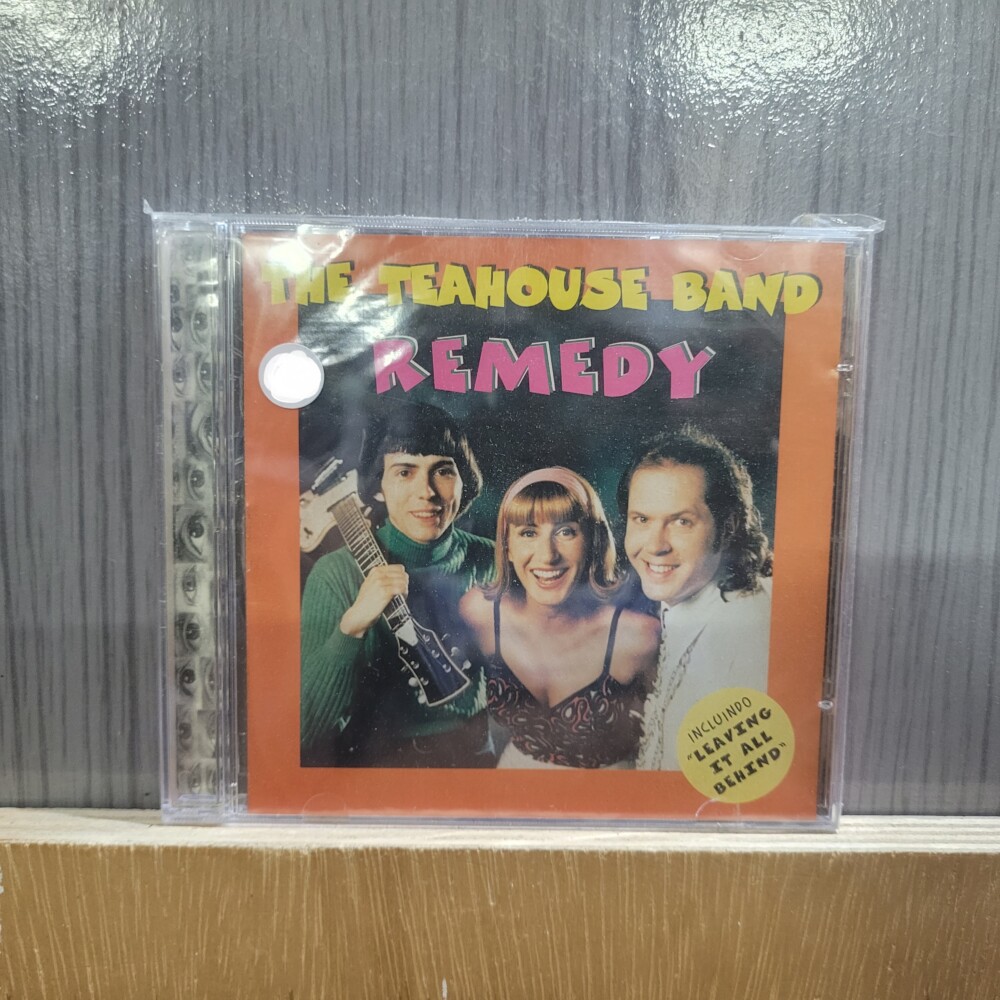 THE TEAHOUSE BAND
REMEDY
INCLUINDO
"LEAVING
IT ALL
BEHIND"